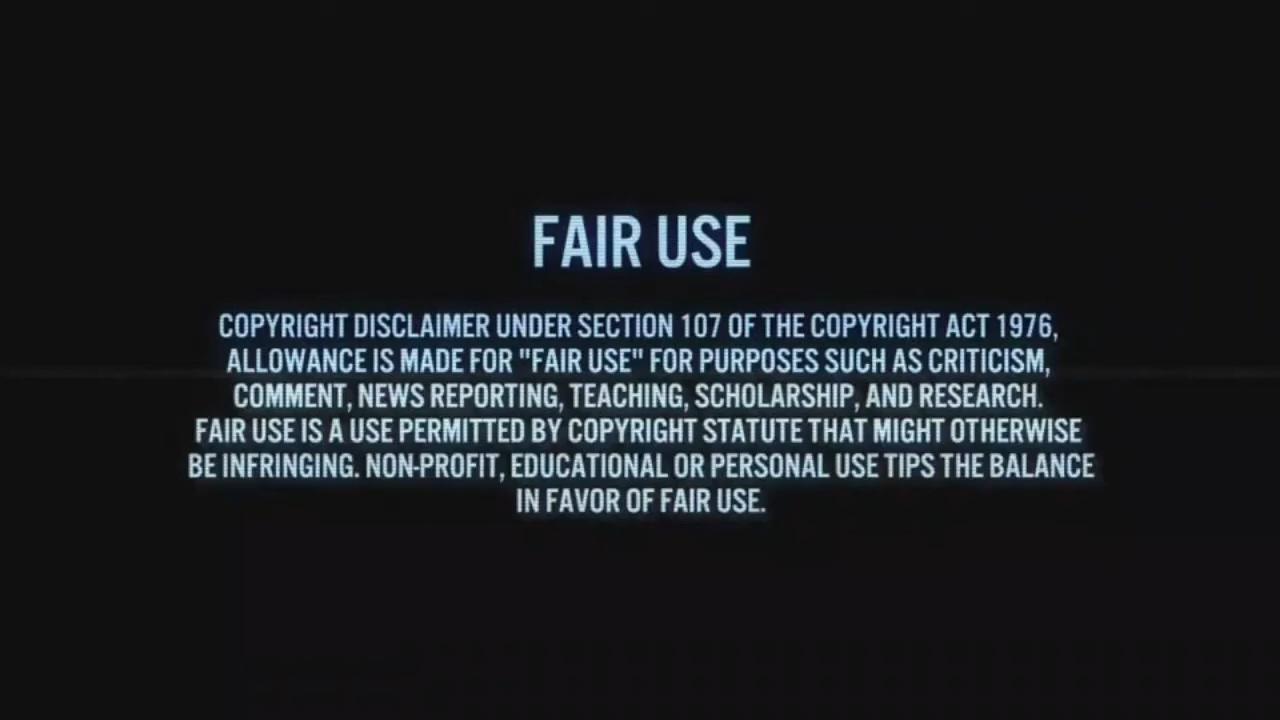 FAIR USE
COPYRIGHT DISCLAIMER UNDER SECTION 107 OF THE COPYRIGHT ACT 1976,
ALLOWANCE IS MADE FOR "FAIR USE" FOR PURPOSES SUCH AS CRITICISM,
COMMENT, NEWS REPORTING, TEACHING, SCHOLARSHIP, AND RESEARCH.
FAIR USE IS A USE PERMITTED BY COPYRIGHT STATUTE THAT MIGHT OTHERWISE
BE INFRINGING. NON-PROFIT, EDUCATIONAL OR PERSONAL USE TIPS THE BALANCE
IN FAVOR OF FAIR USE.